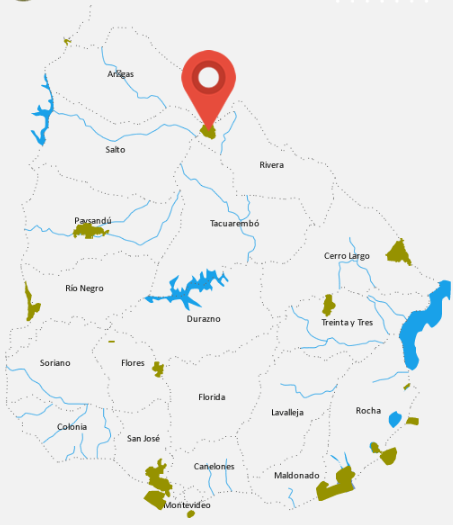 Artigas
Salto
Rivera
Paysandú
Tacuarembó
Cerro Largo
Río Negro
Durazno
Treinta y Tres
Soriano
Flores
Florida
Lavalleja
Rocha
Colonia
San José
Canelones
Maldonado
Montevideo